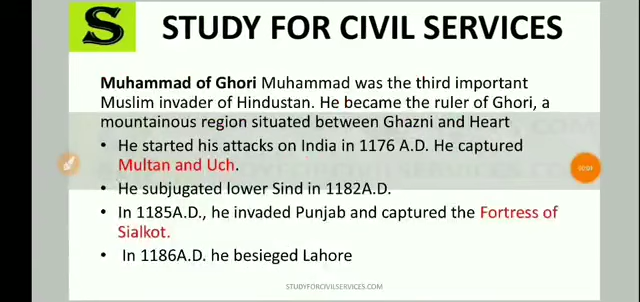 S STUDY FOR CIVIL SERVICES
Muhammad of Ghori Muhammad was the third important
Muslim invader of Hindustan. He became the ruler of Ghori, a
mountainous region situated between Ghazni and Heart
• He started his attacks on India in 1176 A.D. He captured
Multan and Uch.
• He subjugated lower Sind in 1182A.D.
• In 1185A.D., he invaded Punjab and captured the Fortress of
Sialkot.
• In 1186A.D. he besieged Lahore
STUDYFORCIVILSERVICES.COM